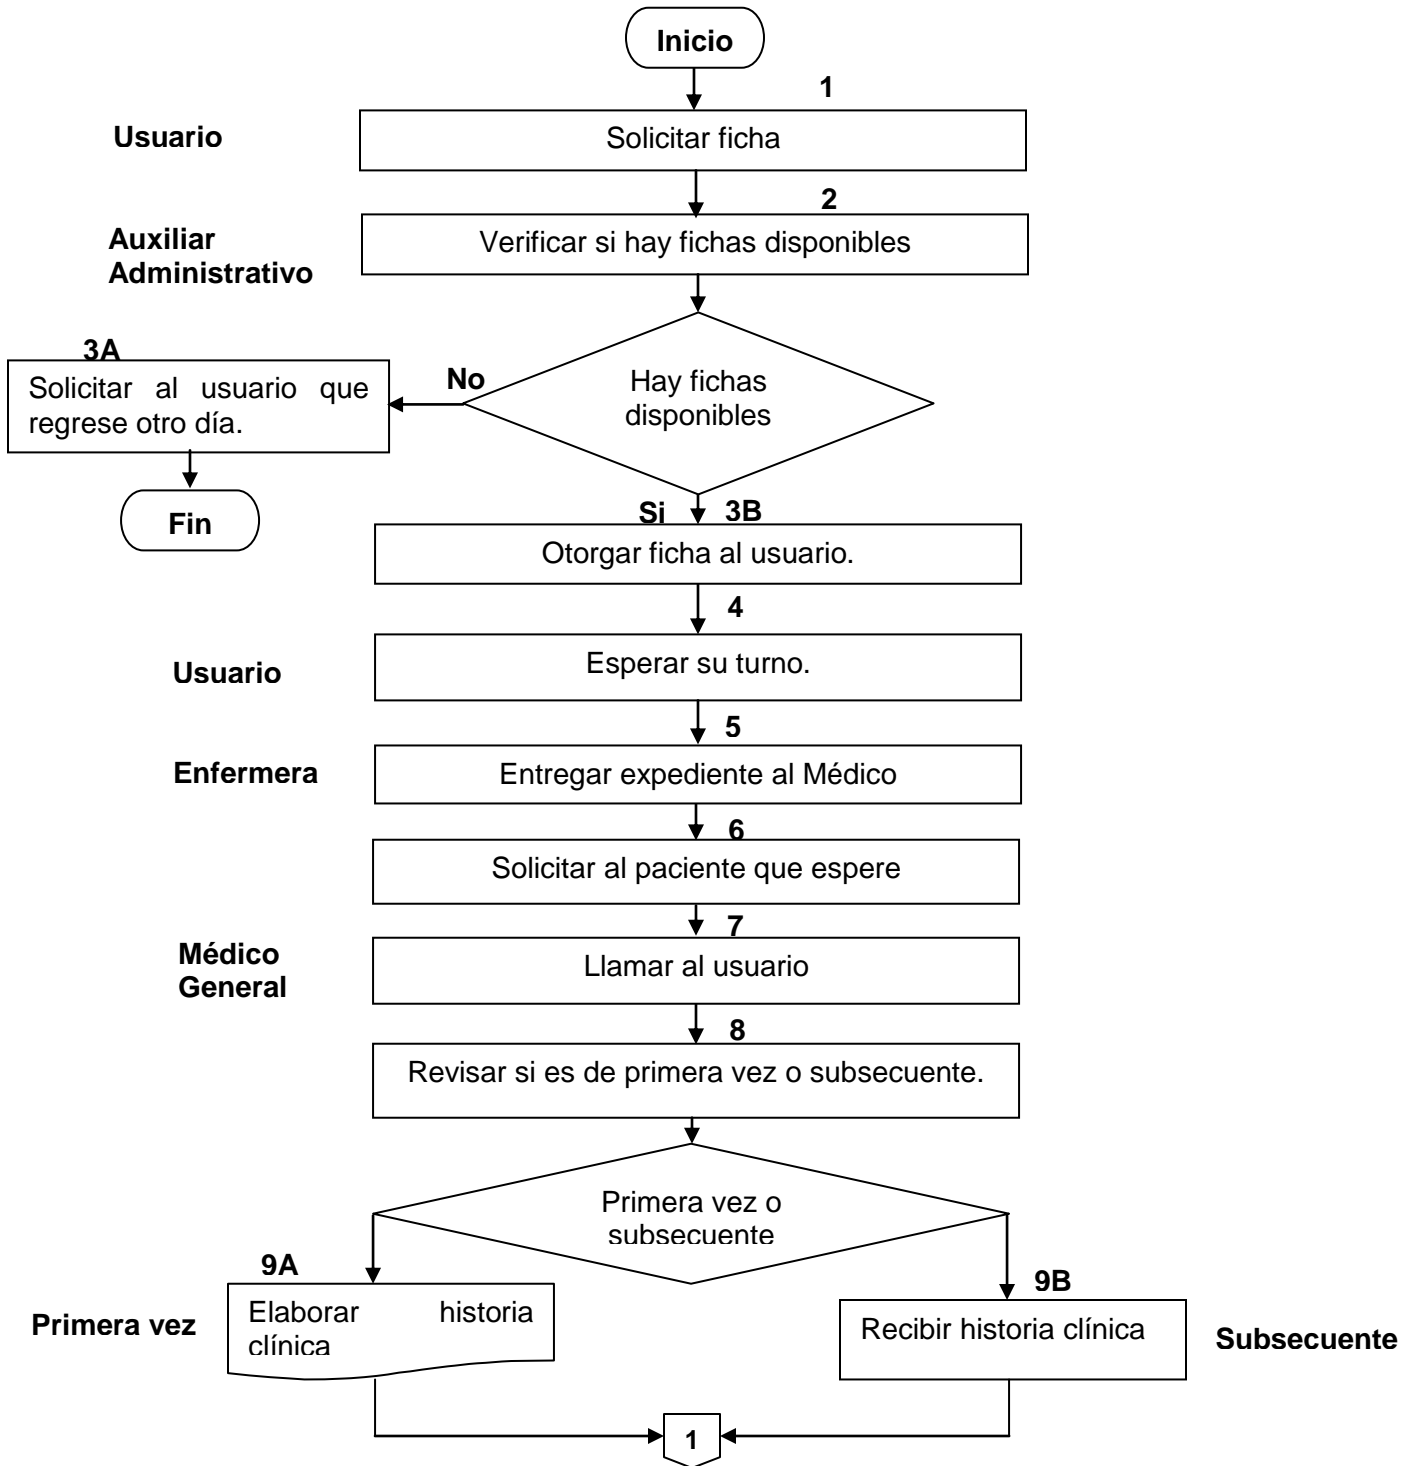 Inicio
1
Usuario
Solicitar ficha
2
Auxiliar
Administrativo
Verificar si hay fichas disponibles
3A
Solicitar al usuario que
regrese otro día.
No
Hay fichas
disponibles
Fin
Si
3B
Otorgar ficha al usuario.
4
Usuario
Esperar su turno.
5
Enfermera
Entregar expediente al Médico
6
Solicitar al paciente que espere
7
Médico
General
Llamar al usuario
8
Revisar si es de primera vez o subsecuente.
Primera vez o
subsecuente
9A
9B
Primera vez
Elaborar historia
clínica
Recibir historia clínica
Subsecuente
1